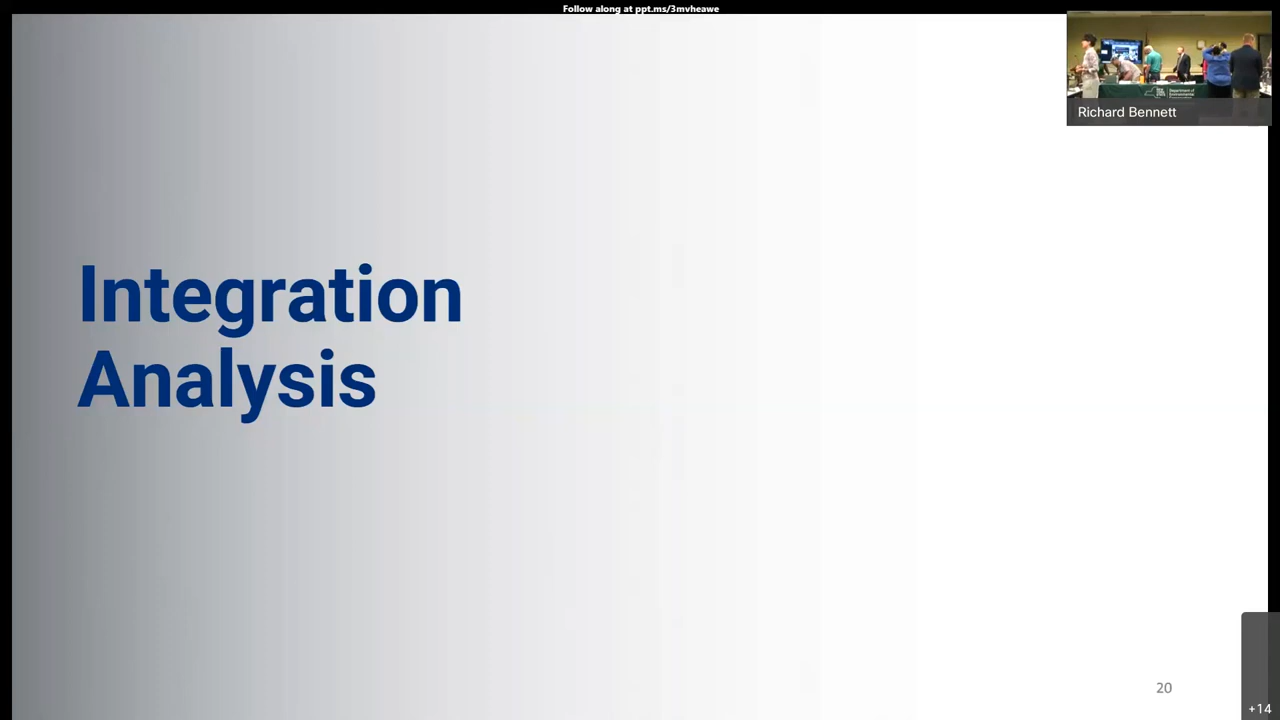 Follow along at ppt.ms/3mvheawe
Richard Bennett
Integration
Analysis
20
+14